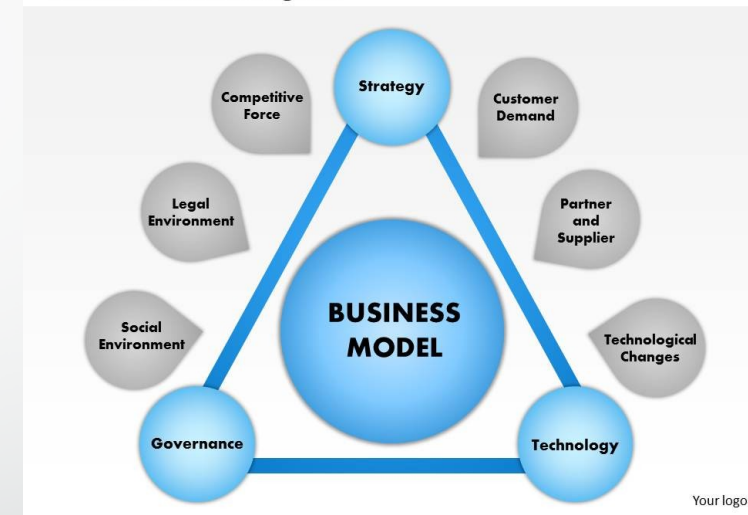 Strategy
Competitive
Force
Customer
Demand
Legal
Environment
Partner
and
Supplier
BUSINESS
MODEL
Social
Environment
Technological
Changes
Governance
Technology
Your logo